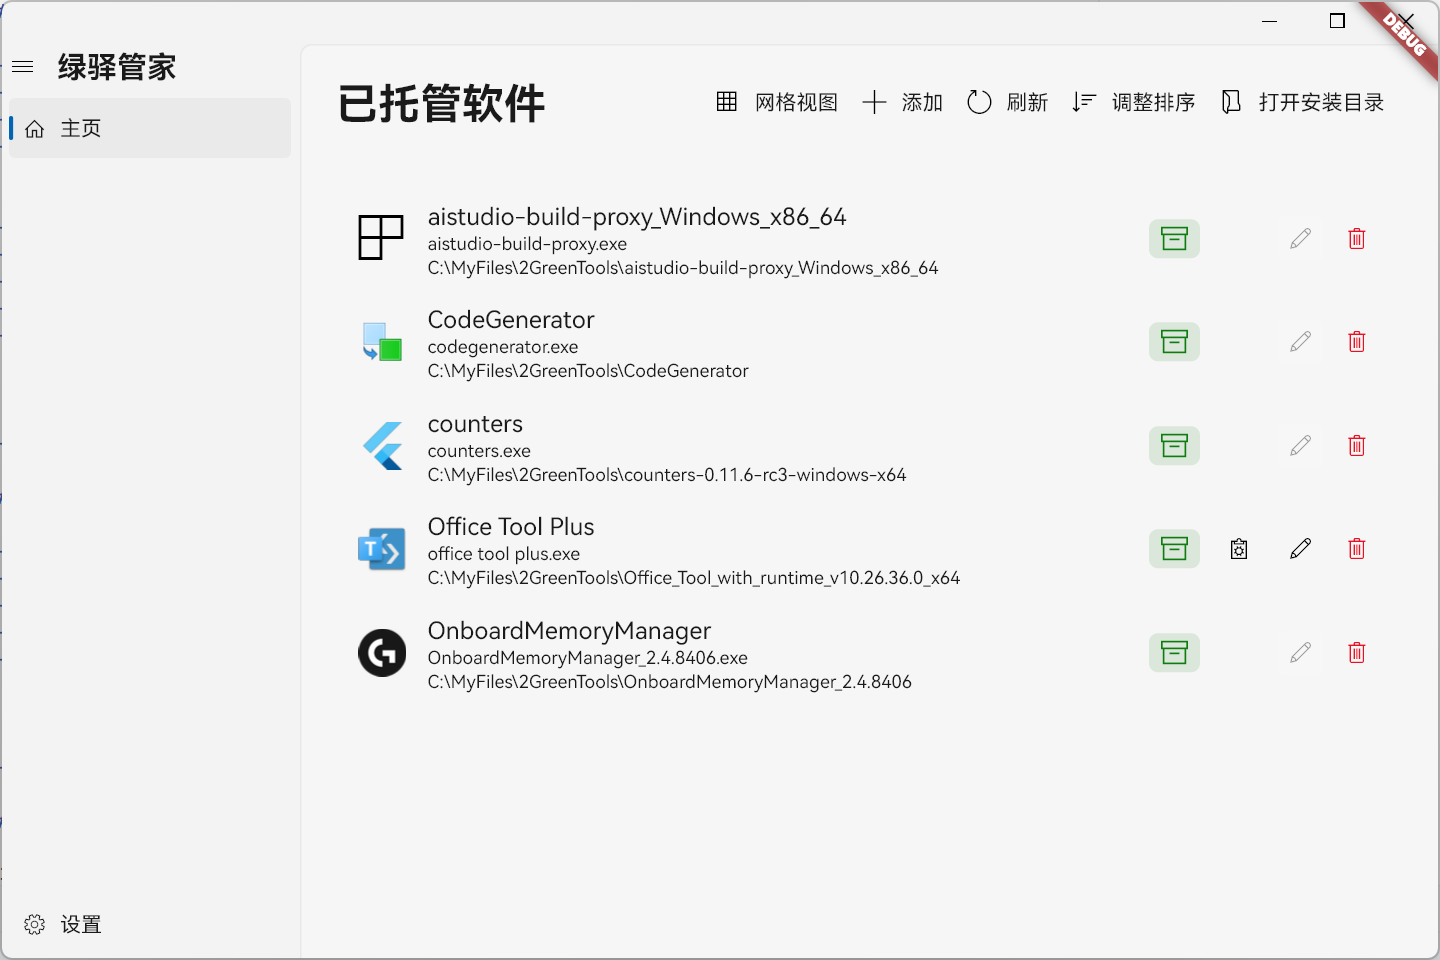 DEBUG
绿驿管家
主页
已托管软件
网格视图 添加 刷新 调整排序 打开安装目录
aistudio-build-proxy_Windows_x86_64
aistudio-build-proxy.exe
C:\MyFiles\2GreenTools\aistudio-build-proxy_Windows_x86_64
CodeGenerator
codegenerator.exe
C:\MyFiles\2GreenTools\CodeGenerator
counters
counters.exe
C:\MyFiles\2GreenTools\counters-0.11.6-rc3-windows-x64
Office Tool Plus
office tool plus.exe
C:\MyFiles\2GreenTools\Office_Tool_with_runtime_v10.26.36.0_x64
OnboardMemoryManager
OnboardMemoryManager_2.4.8406.exe
C:\MyFiles\2GreenTools\OnboardMemoryManager_2.4.8406
设置